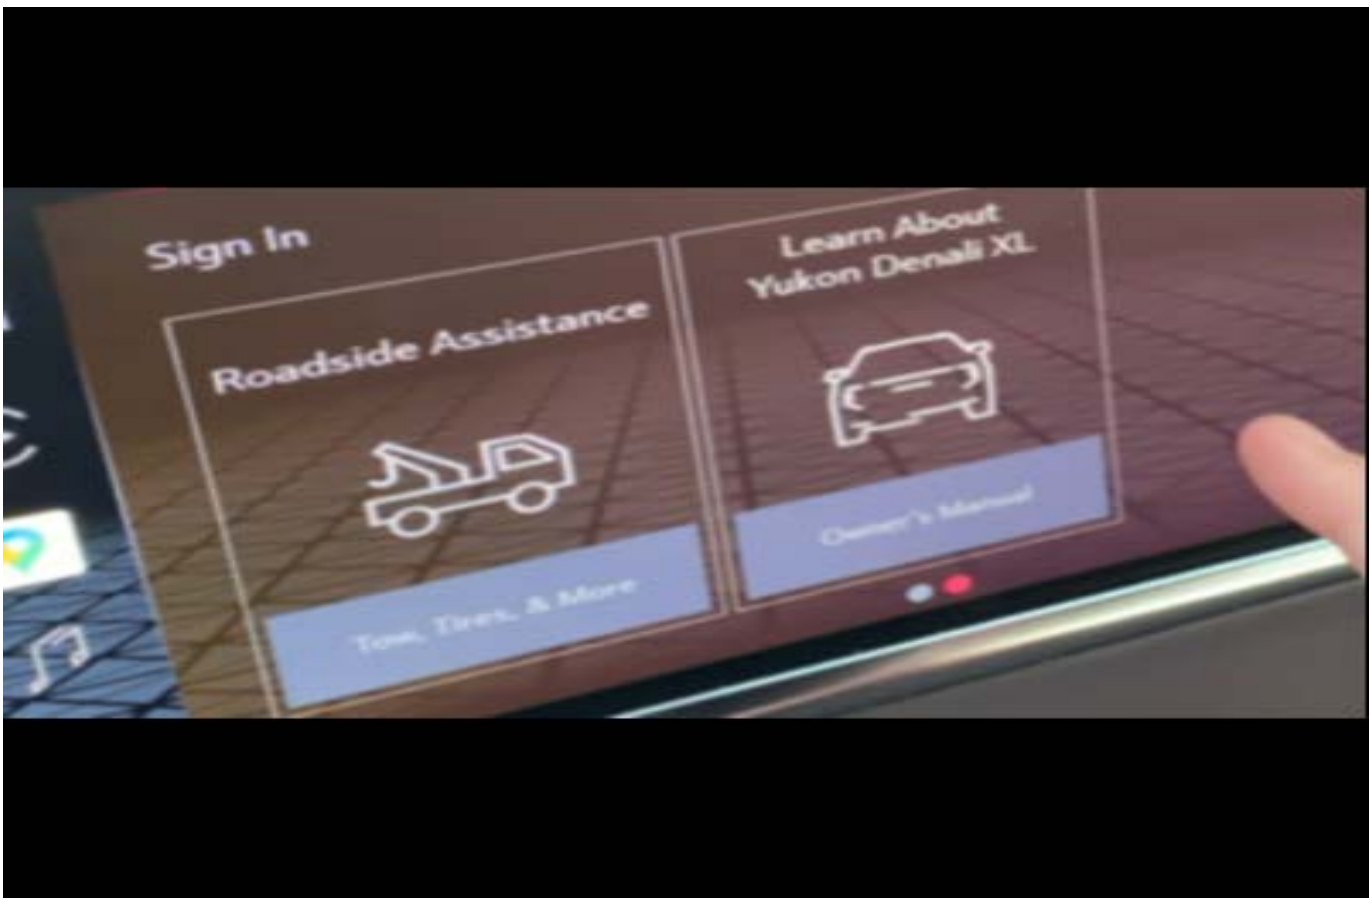 Sign In
Roadside Assistance
Tow, Tires, & More
Learn About
Yukon Denali XL
Owner's Manual